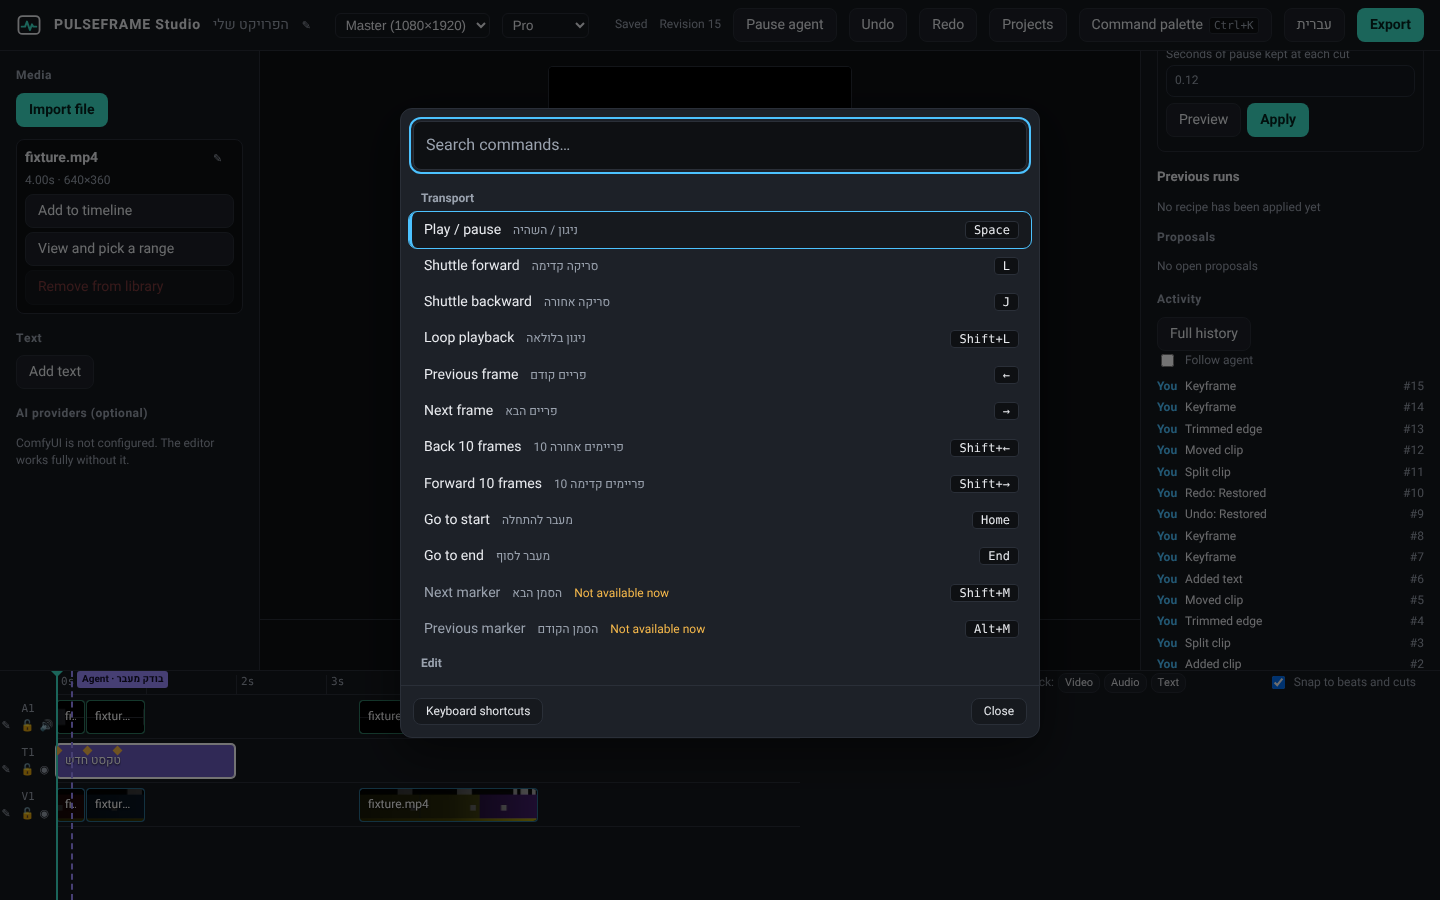 PULSEFRAME Studio הפרויקט שלי Master (1080×1920) Pro Saved Revision 15 Pause agent Undo Redo Projects Command palette Ctrl+K עברית Export
Media
Import file
fixture.mp4
4.00s · 640×360
Add to timeline
View and pick a range
Remove from library
Text
Add text
AI providers (optional)
ComfyUI is not configured. The editor
works fully without it.
Search commands...
Transport
Play / pause ניגון / השהיה Space
Shuttle forward סריקה קדימה L
Shuttle backward סריקה אחורה J
Loop playback ניגון בלולאה Shift+L
Previous frame פריים קודם ←
Next frame פריים הבא →
Back 10 frames 10 פריימים אחורה Shift+←
Forward 10 frames 10 פריימים קדימה Shift+→
Go to start מעבר להתחלה Home
Go to end מעבר לסוף End
Next marker הסמן הבא Not available now Shift+M
Previous marker הסמן הקודם Not available now Alt+M
Edit
Keyboard shortcuts Close
Seconds of pause kept at each cut
0.12
Preview Apply
Previous runs
No recipe has been applied yet
Proposals
No open proposals
Activity
Full history
Follow agent
You Keyframe #15
You Keyframe #14
You Trimmed edge #13
You Moved clip #12
You Split clip #11
You Redo: Restored #10
You Undo: Restored #9
You Keyframe #8
You Keyframe #7
You Added text #6
You Moved clip #5
You Trimmed edge #4
You Split clip #3
You Added clip #2
0s Agent · בודק מעבר 2s 3s Video Audio Text Snap to beats and cuts
A1 fixtur... fixture
T1 טקסט חדש
V1 fixtur... fixture.mp4